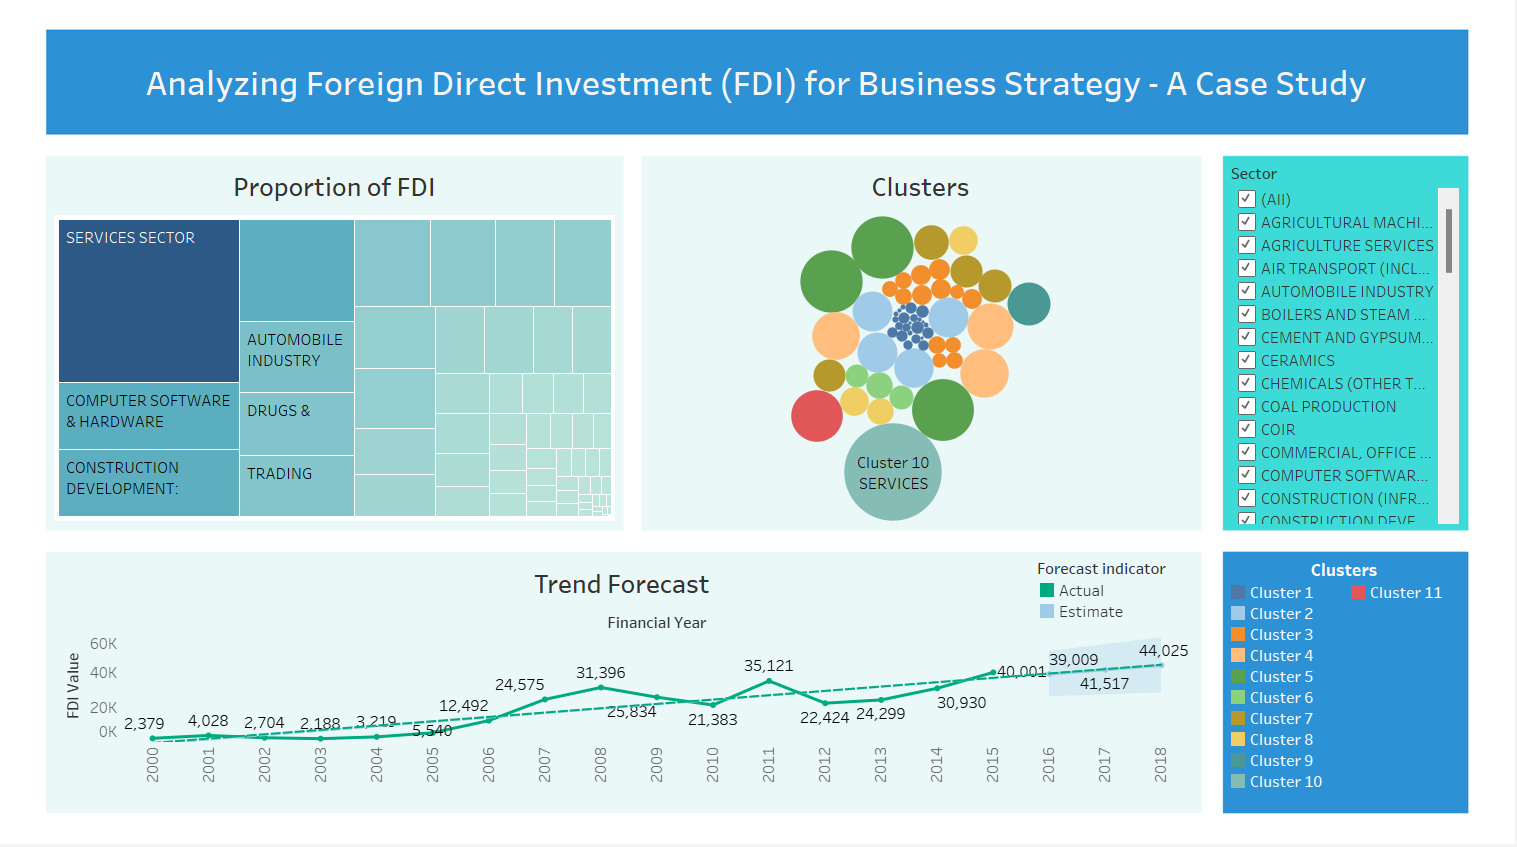 Analyzing Foreign Direct Investment (FDI) for Business Strategy - A Case Study
Proportion of FDI
SERVICES SECTOR
COMPUTER SOFTWARE
& HARDWARE
CONSTRUCTION
DEVELOPMENT:
AUTOMOBILE
INDUSTRY
DRUGS &
TRADING
Clusters
Cluster 10
SERVICES
Sector
(All)
AGRICULTURAL MACHI...
AGRICULTURE SERVICES
AIR TRANSPORT (INCL...
AUTOMOBILE INDUSTRY
BOILERS AND STEAM ...
CEMENT AND GYPSUM...
CERAMICS
CHEMICALS (OTHER T...
COAL PRODUCTION
COIR
COMMERCIAL, OFFICE ...
COMPUTER SOFTWAR...
CONSTRUCTION (INFR...
CONSTRUCTION DEVE...
Trend Forecast
Financial Year
Forecast indicator
Actual
Estimate
FDI Value
60K
40K
20K
0K
2,379
4,028
2,704
2,188
3,219
5,540
12,492
24,575
31,396
25,834
21,383
35,121
22,424
24,299
30,930
40,001
39,009
41,517
44,025
2000
2001
2002
2003
2004
2005
2006
2007
2008
2009
2010
2011
2012
2013
2014
2015
2016
2017
2018
Clusters
Cluster 1
Cluster 2
Cluster 3
Cluster 4
Cluster 5
Cluster 6
Cluster 7
Cluster 8
Cluster 9
Cluster 10
Cluster 11